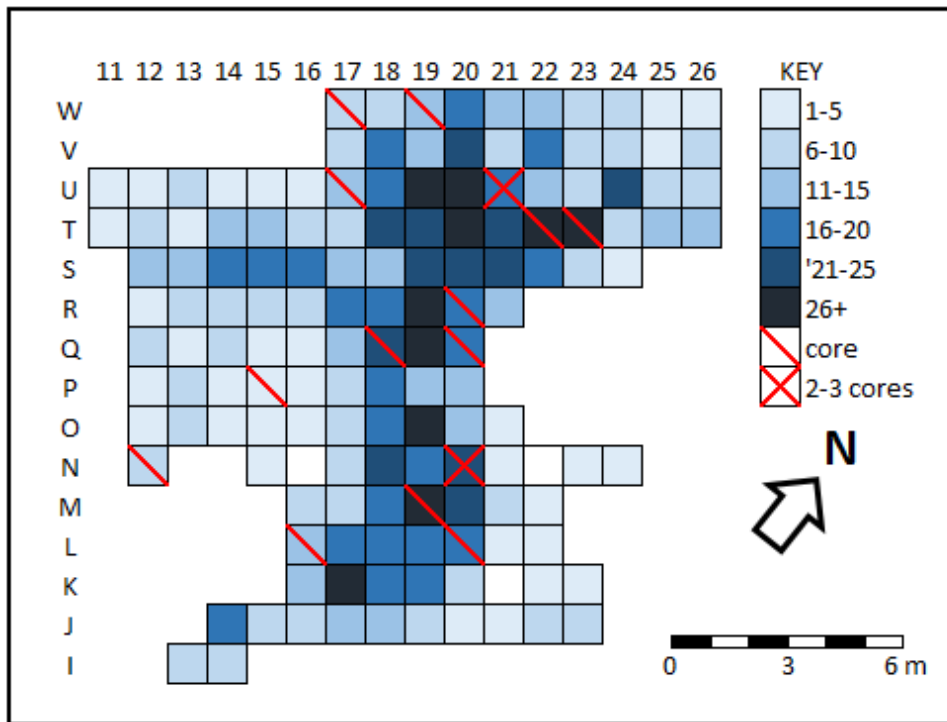 11 12 13 14 15 16 17 18 19 20 21 22 23 24 25 26
KEY
W
1-5
V
6-10
U
11-15
T
16-20
S
'21-25
R
26+
Q
core
P
2-3 cores
O
N
N
M
L
K
J
I
0 3 6 m